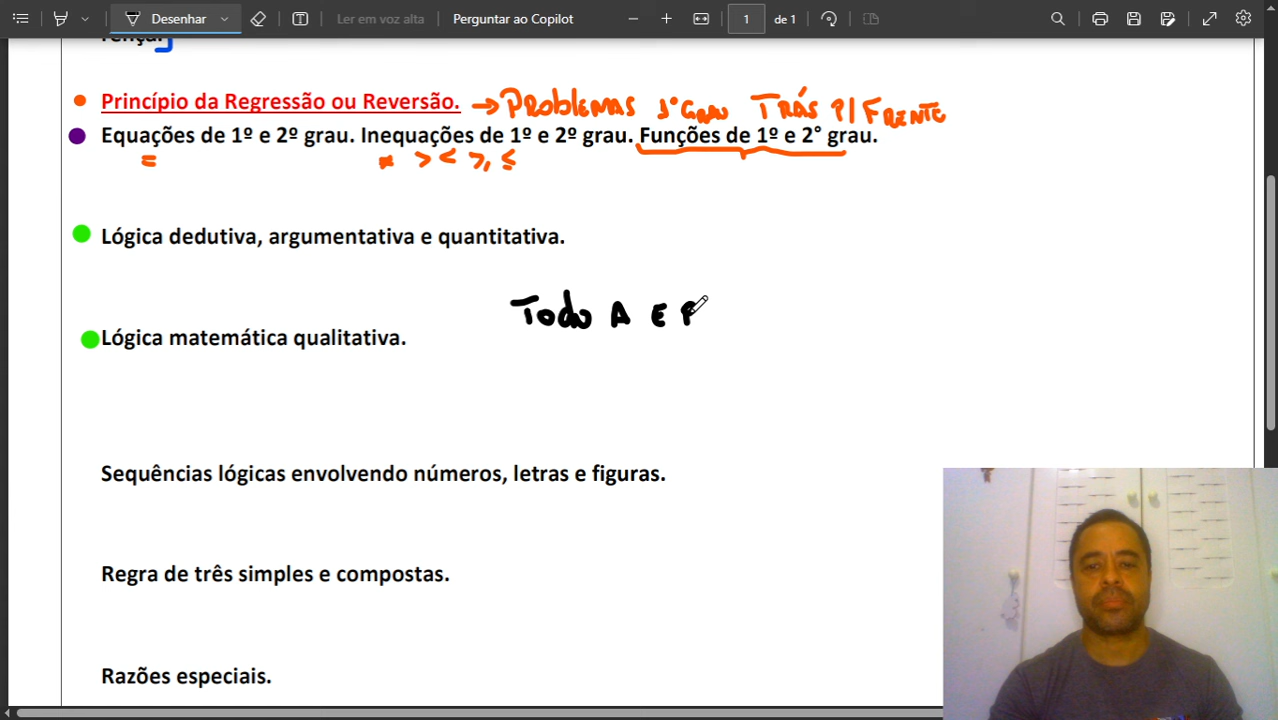 Desenhar Ler em voz alta Perguntar ao Copilot 1 de 1
rença.
Princípio da Regressão ou Reversão. → PROBLEMAS 1° GRAU TRÁS P/ FRENTE
Equações de 1º e 2º grau. Inequações de 1º e 2º grau. Funções de 1º e 2° grau.
= ≠ > < ≥, ≤
Lógica dedutiva, argumentativa e quantitativa.
Todo A E
Lógica matemática qualitativa.
Sequências lógicas envolvendo números, letras e figuras.
Regra de três simples e compostas.
Razões especiais.